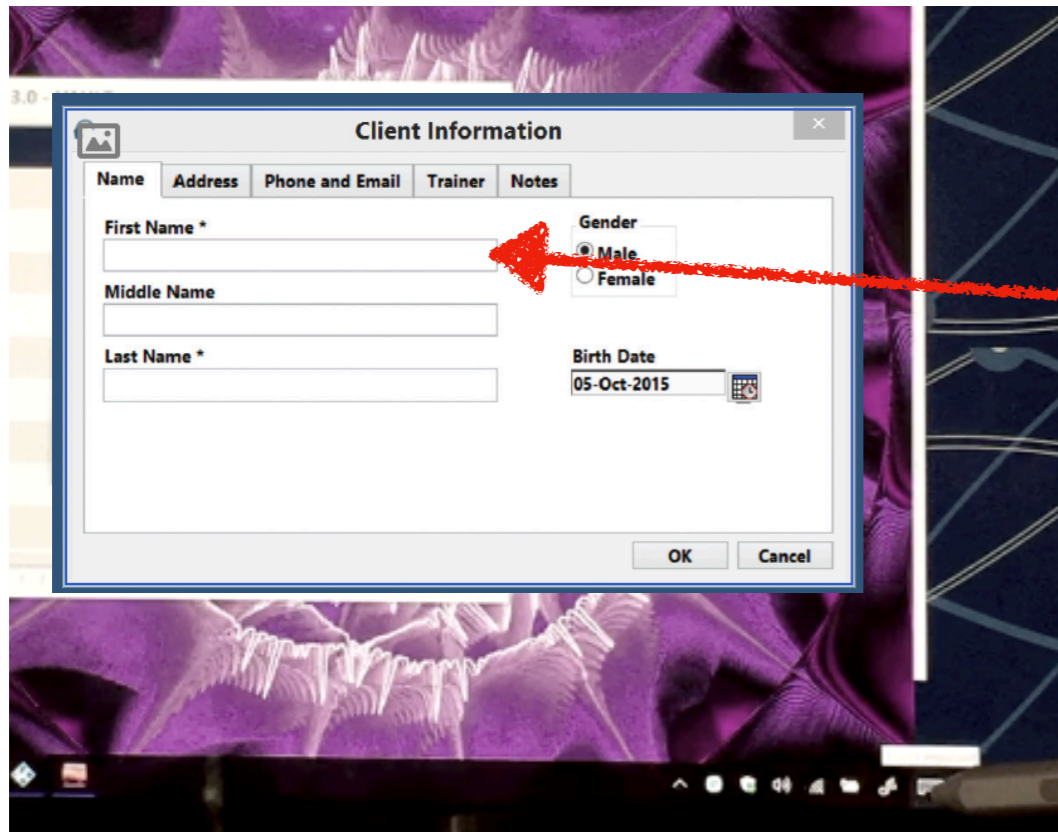 3.0 -
Client Information
Name Address Phone and Email Trainer Notes
First Name *
Gender
Male
Female
Middle Name
Last Name *
Birth Date
05-Oct-2015
OK Cancel